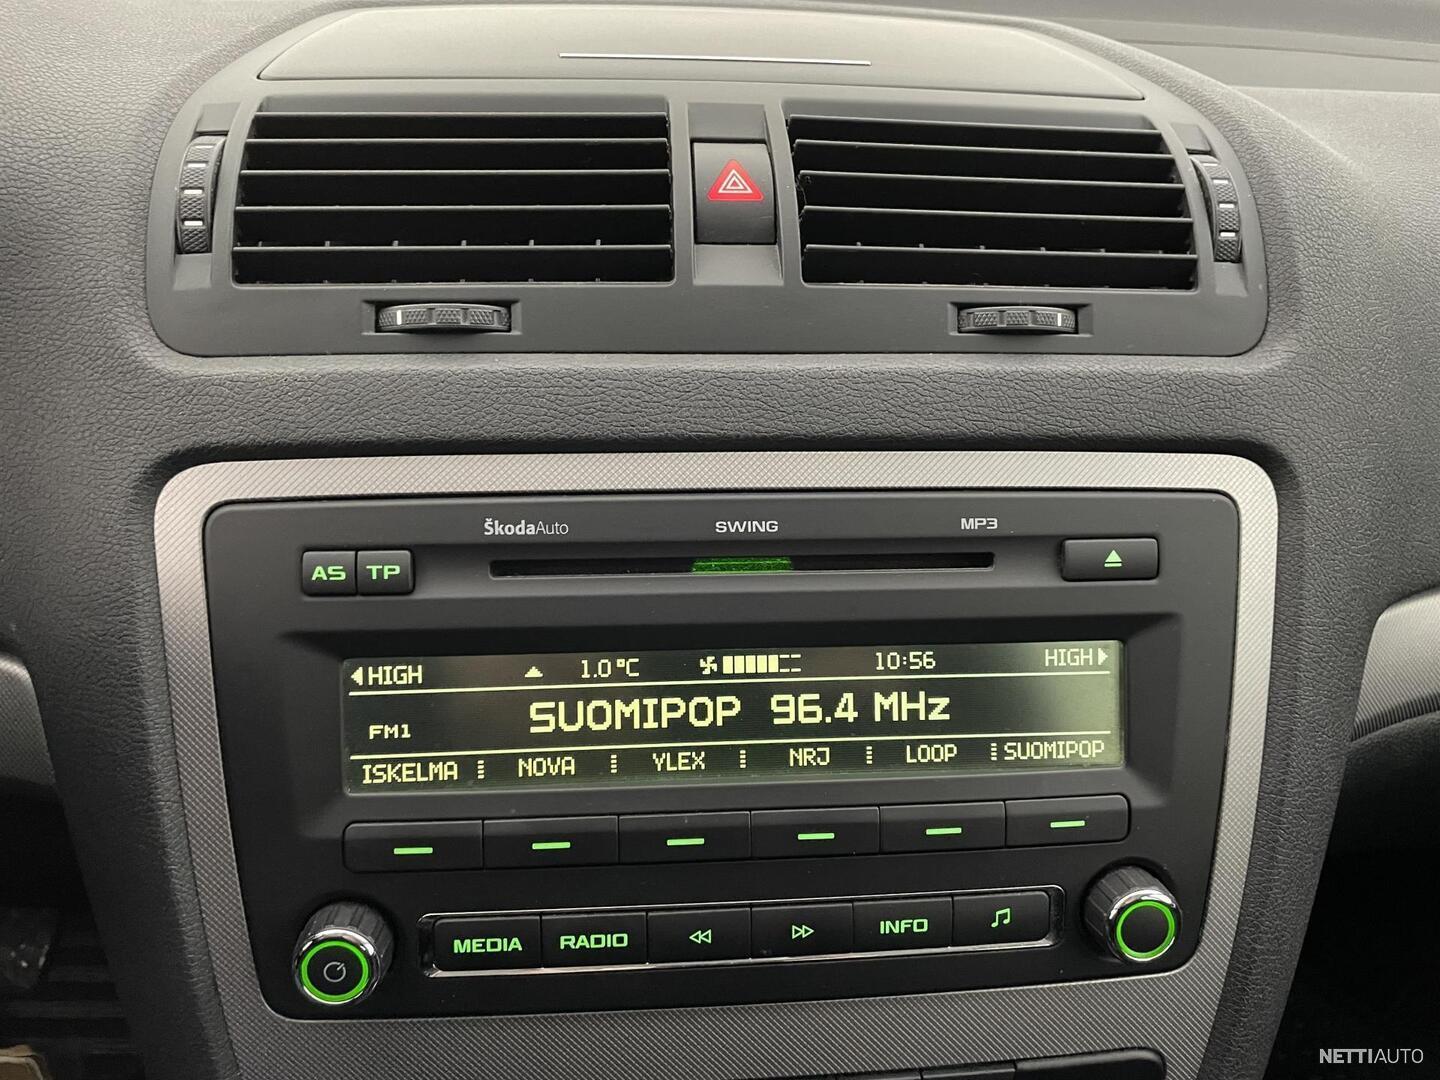 ŠkodaAuto SWING MP3
AS TP
HIGH 1.0 °C 10:56 HIGH
FM1 SUOMIPOP 96.4 MHz
ISKELMA NOVA YLEX NRJ LOOP SUOMIPOP
MEDIA RADIO INFO
NETTIAUTO